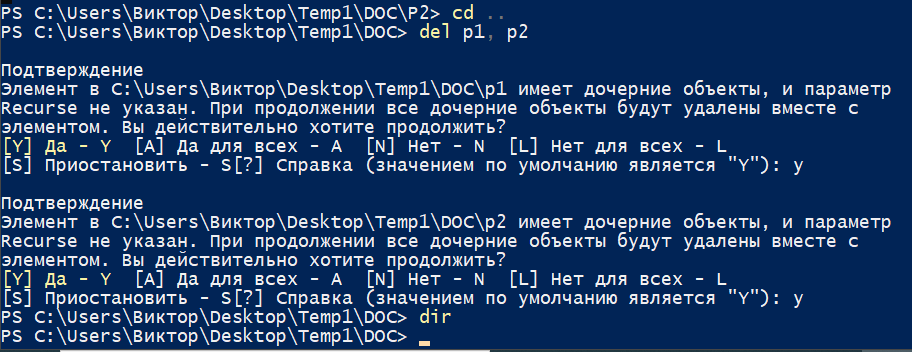 PS C:\Users\Виктор\Desktop\Temp1\DOC\P2> cd ..
PS C:\Users\Виктор\Desktop\Temp1\DOC> del p1, p2
Подтверждение
Элемент в C:\Users\Виктор\Desktop\Temp1\DOC\p1 имеет дочерние объекты, и параметр
Recurse не указан. При продолжении все дочерние объекты будут удалены вместе с
элементом. Вы действительно хотите продолжить?
[Y] Да - Y  [A] Да для всех - A  [N] Нет - N  [L] Нет для всех - L
[S] Приостановить - S[?] Справка (значением по умолчанию является "Y"): y
Подтверждение
Элемент в C:\Users\Виктор\Desktop\Temp1\DOC\p2 имеет дочерние объекты, и параметр
Recurse не указан. При продолжении все дочерние объекты будут удалены вместе с
элементом. Вы действительно хотите продолжить?
[Y] Да - Y  [A] Да для всех - A  [N] Нет - N  [L] Нет для всех - L
[S] Приостановить - S[?] Справка (значением по умолчанию является "Y"): y
PS C:\Users\Виктор\Desktop\Temp1\DOC> dir
PS C:\Users\Виктор\Desktop\Temp1\DOC>